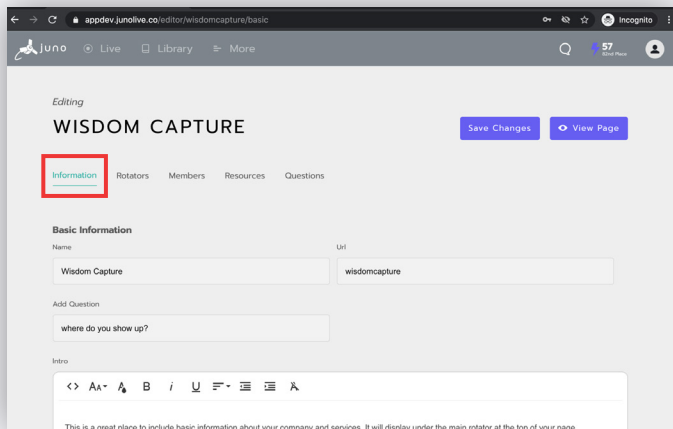 appdev.junolive.co/editor/wisdomcapture/basic
Incognito
juno Live Library More
57
52nd Place
Editing
WISDOM CAPTURE
Save Changes View Page
Information Rotators Members Resources Questions
Basic Information
Name Url
Wisdom Capture wisdomcapture
Add Question
where do you show up?
Intro
<> AA A B i U
This is a great place to include basic information about your company and services. It will display under the main rotator at the top of your page.